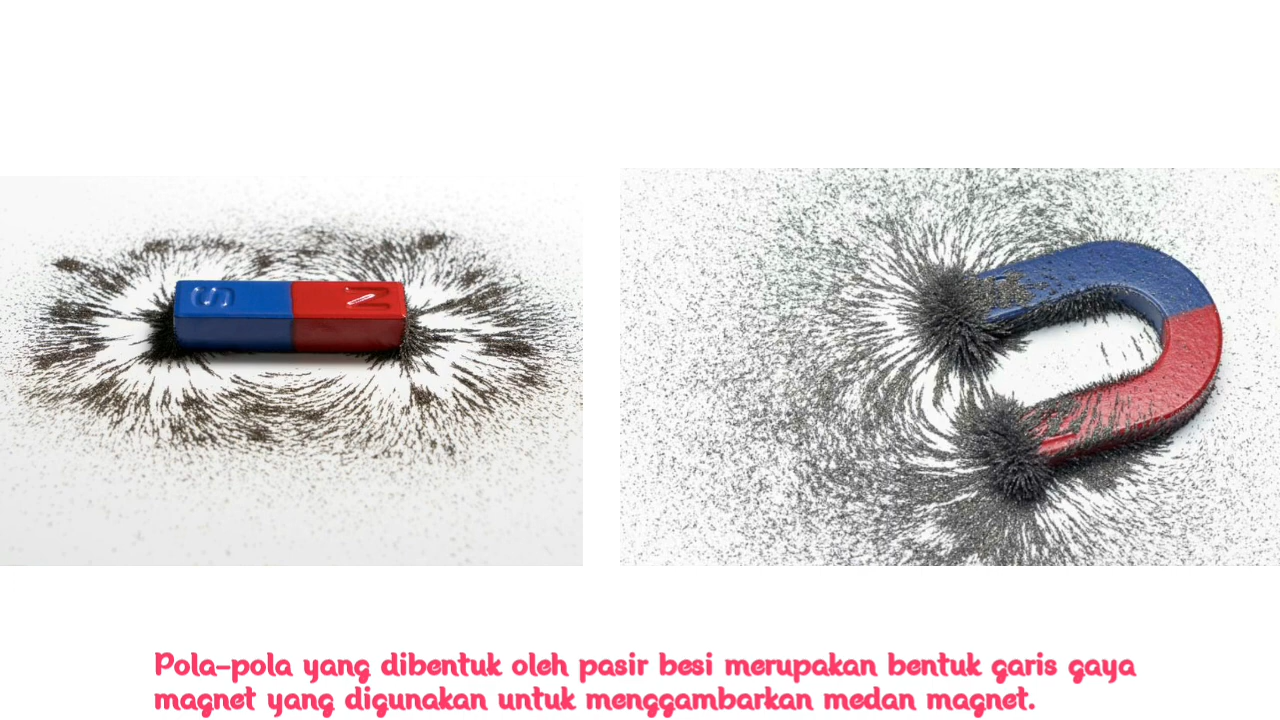 S N
Pola-pola yang dibentuk oleh pasir besi merupakan bentuk garis gaya
magnet yang digunakan untuk menggambarkan medan magnet.